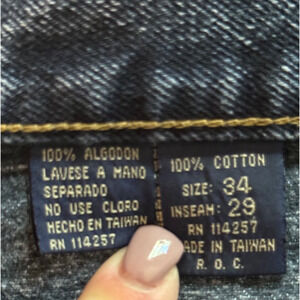 100% ALGODON
LAVESE A MANO
SEPARADO
NO USE CLORO
HECHO EN TAIWAN
RN 114257
100% COTTON
SIZE: 34
INSEAM: 29
RN 114257
MADE IN TAIWAN
R. O. C.